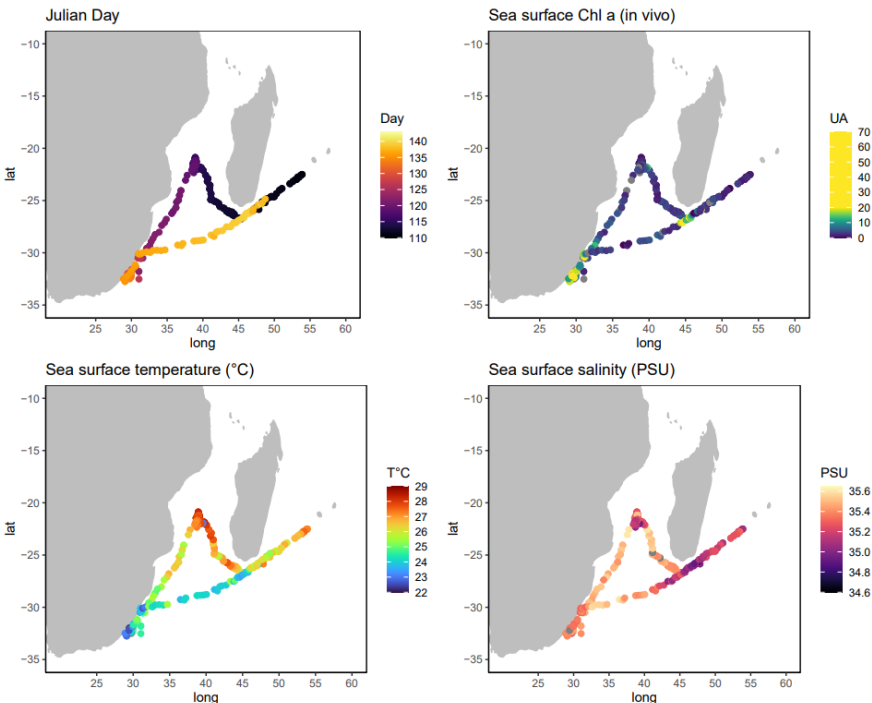 Julian Day
−10
−15
−20
−25
−30
−35
lat
25 30 35 40 45 50 55 60
long
Day
140
135
130
125
120
115
110
Sea surface Chl a (in vivo)
−10
−15
−20
−25
−30
−35
lat
25 30 35 40 45 50 55 60
long
UA
70
60
50
40
30
20
10
0
Sea surface temperature (°C)
−10
−15
−20
−25
−30
−35
lat
25 30 35 40 45 50 55 60
long
T°C
29
28
27
26
25
24
23
22
Sea surface salinity (PSU)
−10
−15
−20
−25
−30
−35
lat
25 30 35 40 45 50 55 60
long
PSU
35.6
35.4
35.2
35.0
34.8
34.6